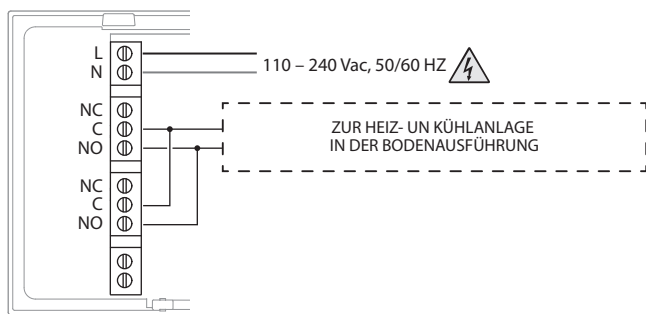 L
N
110 – 240 Vac, 50/60 HZ
NC
C
NO
ZUR HEIZ- UN KÜHLANLAGE
IN DER BODENAUSFÜHRUNG
NC
C
NO